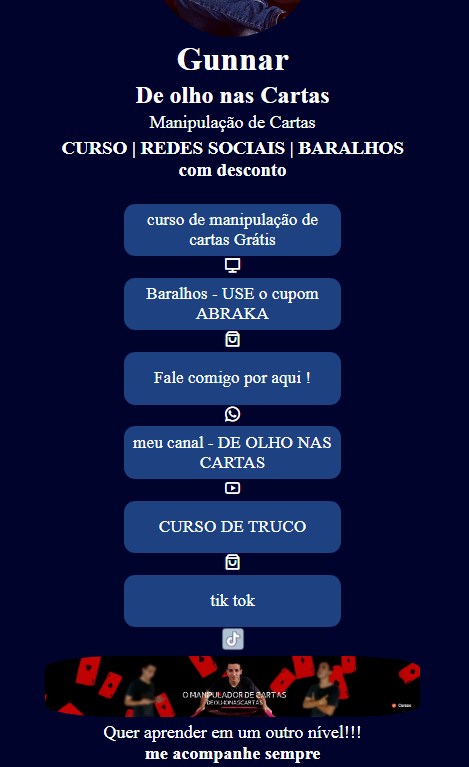 Gunnar
De olho nas Cartas
Manipulação de Cartas
CURSO | REDES SOCIAIS | BARALHOS
com desconto
curso de manipulação de
cartas Grátis
Baralhos - USE o cupom
ABRAKA
Fale comigo por aqui !
meu canal - DE OLHO NAS
CARTAS
CURSO DE TRUCO
tik tok
O MANIPULADOR DE CARTAS
DEOLHONASCARTAS
Quer aprender em um outro nível!!!
me acompanhe sempre